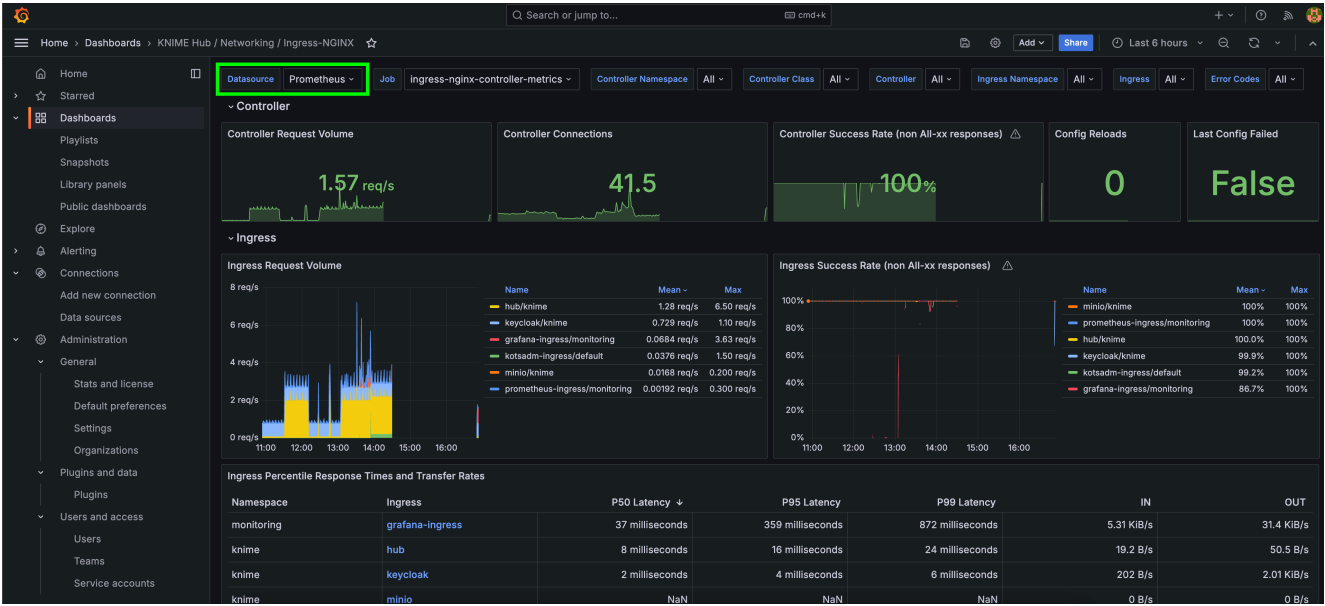 Search or jump to... cmd+k
Home › Dashboards › KNIME Hub / Networking / Ingress-NGINX Add Share Last 6 hours
Home
Starred
Dashboards
Playlists
Snapshots
Library panels
Public dashboards
Explore
Alerting
Connections
Add new connection
Data sources
Administration
General
Stats and license
Default preferences
Settings
Organizations
Plugins and data
Plugins
Users and access
Users
Teams
Service accounts
Datasource Prometheus Job ingress-nginx-controller-metrics Controller Namespace All Controller Class All Controller All Ingress Namespace All Ingress All Error Codes All
Controller
Controller Request Volume
1.57 req/s
Controller Connections
41.5
Controller Success Rate (non All-xx responses)
100%
Config Reloads
0
Last Config Failed
False
Ingress
Ingress Request Volume
8 req/s
6 req/s
4 req/s
2 req/s
0 req/s
11:00 12:00 13:00 14:00 15:00 16:00
Name Mean Max
hub/knime 1.28 req/s 6.50 req/s
keycloak/knime 0.729 req/s 1.10 req/s
grafana-ingress/monitoring 0.0684 req/s 3.63 req/s
kotsadm-ingress/default 0.0376 req/s 1.50 req/s
minio/knime 0.0168 req/s 0.200 req/s
prometheus-ingress/monitoring 0.00192 req/s 0.300 req/s
Ingress Success Rate (non All-xx responses)
100%
80%
60%
40%
20%
0%
11:00 12:00 13:00 14:00 15:00 16:00
Name Mean Max
minio/knime 100% 100%
prometheus-ingress/monitoring 100% 100%
hub/knime 100.0% 100%
keycloak/knime 99.9% 100%
kotsadm-ingress/default 99.2% 100%
grafana-ingress/monitoring 86.7% 100%
Ingress Percentile Response Times and Transfer Rates
Namespace Ingress P50 Latency ↓ P95 Latency P99 Latency IN OUT
monitoring grafana-ingress 37 milliseconds 359 milliseconds 872 milliseconds 5.31 KiB/s 31.4 KiB/s
knime hub 8 milliseconds 16 milliseconds 24 milliseconds 19.2 B/s 50.5 B/s
knime keycloak 2 milliseconds 4 milliseconds 6 milliseconds 202 B/s 2.01 KiB/s
knime minio NaN NaN NaN 0 B/s 0 B/s